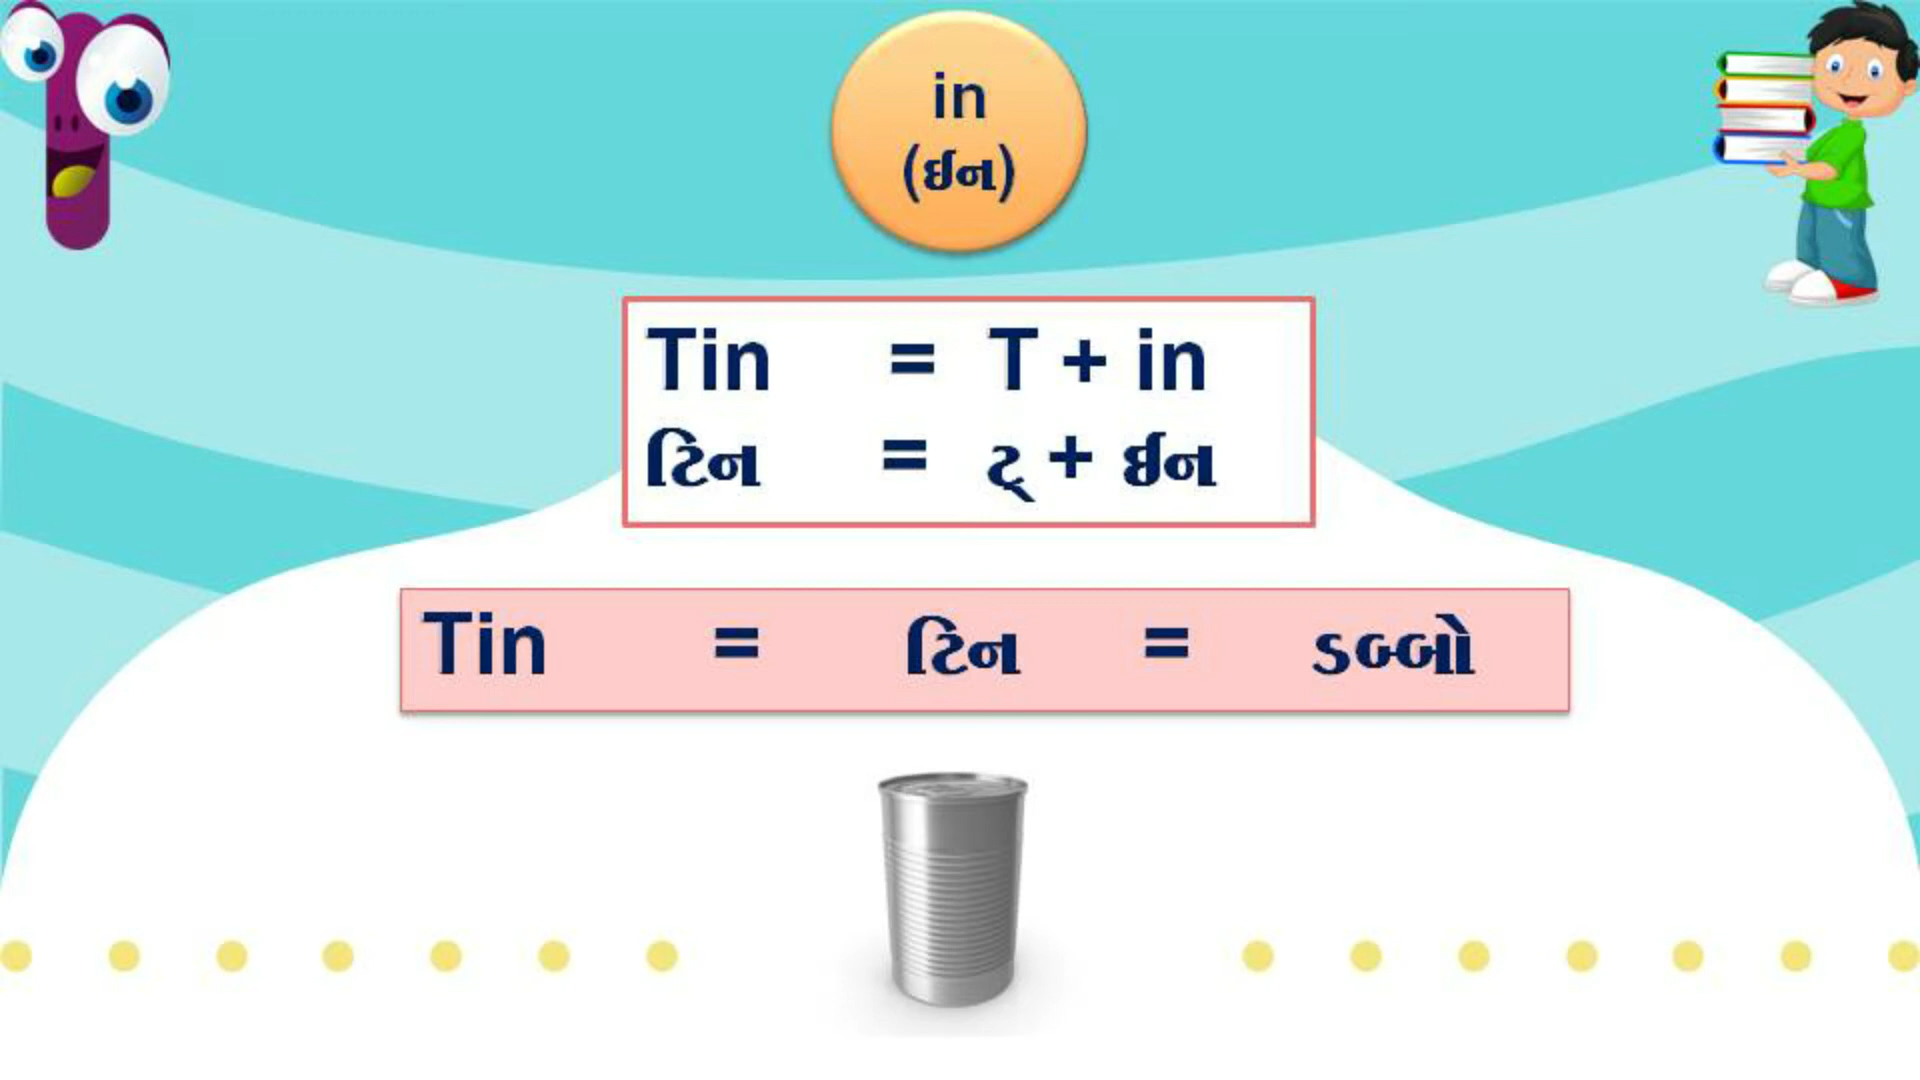 in
(ઈન)
Tin = T + in
ટિન = ટ્ + ઈન
Tin = ટિન = ડબ્બો